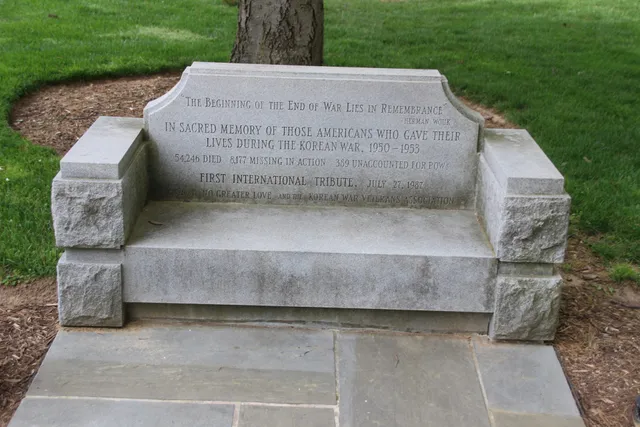 The Beginning of the End of War Lies in Remembrance
Herman Wouk
IN SACRED MEMORY OF THOSE AMERICANS WHO GAVE THEIR
LIVES DURING THE KOREAN WAR, 1950-1953
54,246 DIED 8,177 MISSING IN ACTION 389 UNACCOUNTED FOR POWs
FIRST INTERNATIONAL TRIBUTE, JULY 27, 1987
NO GREATER LOVE AND THE KOREAN WAR VETERANS ASSOCIATION